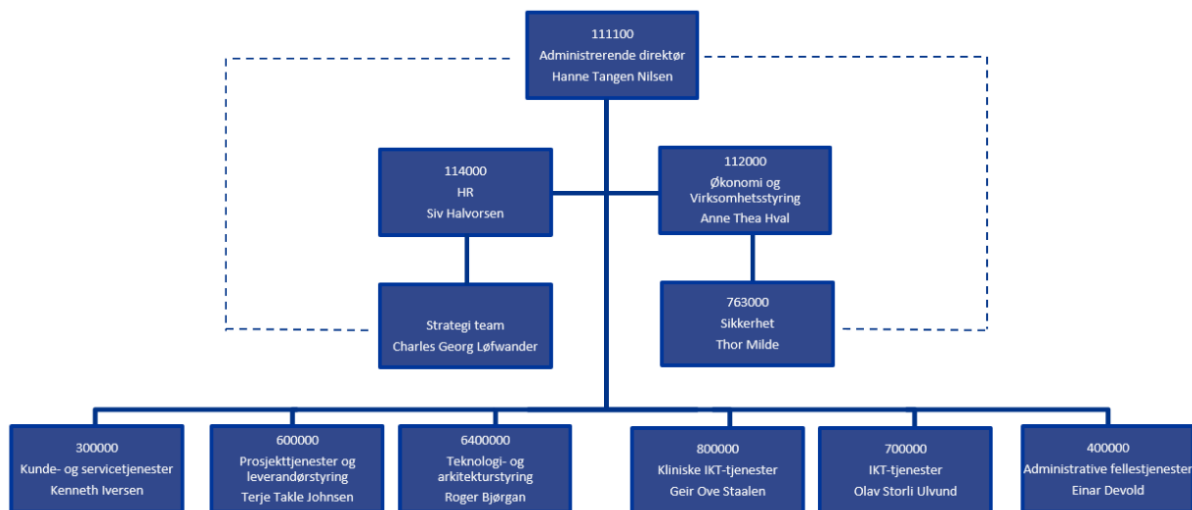 111100
Administrerende direktør
Hanne Tangen Nilsen
114000
HR
Siv Halvorsen
112000
Økonomi og
Virksomhetsstyring
Anne Thea Hval
Strategi team
Charles Georg Løfwander
763000
Sikkerhet
Thor Milde
300000
Kunde- og servicetjenester
Kenneth Iversen
600000
Prosjekttjenester og
leverandørstyring
Terje Takle Johnsen
6400000
Teknologi- og
arkitekturstyring
Roger Bjørgan
800000
Kliniske IKT-tjenester
Geir Ove Staalen
700000
IKT-tjenester
Olav Storli Ulvund
400000
Administrative fellestjenester
Einar Devold